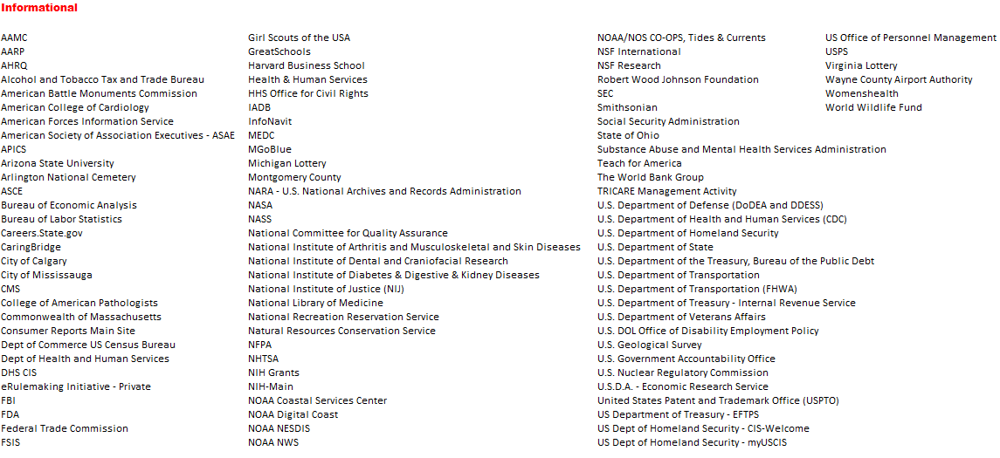 Informational
AAMC
AARP
AHRQ
Alcohol and Tobacco Tax and Trade Bureau
American Battle Monuments Commission
American College of Cardiology
American Forces Information Service
American Society of Association Executives - ASAE
APICS
Arizona State University
Arlington National Cemetery
ASCE
Bureau of Economic Analysis
Bureau of Labor Statistics
Careers.State.gov
CaringBridge
City of Calgary
City of Mississauga
CMS
College of American Pathologists
Commonwealth of Massachusetts
Consumer Reports Main Site
Dept of Commerce US Census Bureau
Dept of Health and Human Services
DHS CIS
eRulemaking Initiative - Private
FBI
FDA
Federal Trade Commission
FSIS
Girl Scouts of the USA
GreatSchools
Harvard Business School
Health & Human Services
HHS Office for Civil Rights
IADB
InfoNavit
MEDC
MGoBlue
Michigan Lottery
Montgomery County
NARA - U.S. National Archives and Records Administration
NASA
NASS
National Committee for Quality Assurance
National Institute of Arthritis and Musculoskeletal and Skin Diseases
National Institute of Dental and Craniofacial Research
National Institute of Diabetes & Digestive & Kidney Diseases
National Institute of Justice (NIJ)
National Library of Medicine
National Recreation Reservation Service
Natural Resources Conservation Service
NFPA
NHTSA
NIH Grants
NIH-Main
NOAA Coastal Services Center
NOAA Digital Coast
NOAA NESDIS
NOAA NWS
NOAA/NOS CO-OPS, Tides & Currents
NSF International
NSF Research
Robert Wood Johnson Foundation
SEC
Smithsonian
Social Security Administration
State of Ohio
Substance Abuse and Mental Health Services Administration
Teach for America
The World Bank Group
TRICARE Management Activity
U.S. Department of Defense (DoDEA and DDESS)
U.S. Department of Health and Human Services (CDC)
U.S. Department of Homeland Security
U.S. Department of State
U.S. Department of the Treasury, Bureau of the Public Debt
U.S. Department of Transportation
U.S. Department of Transportation (FHWA)
U.S. Department of Treasury - Internal Revenue Service
U.S. Department of Veterans Affairs
U.S. DOL Office of Disability Employment Policy
U.S. Geological Survey
U.S. Government Accountability Office
U.S. Nuclear Regulatory Commission
U.S.D.A. - Economic Research Service
United States Patent and Trademark Office (USPTO)
US Department of Treasury - EFTPS
US Dept of Homeland Security - CIS-Welcome
US Dept of Homeland Security - myUSCIS
US Office of Personnel Management
USPS
Virginia Lottery
Wayne County Airport Authority
Womenshealth
World Wildlife Fund